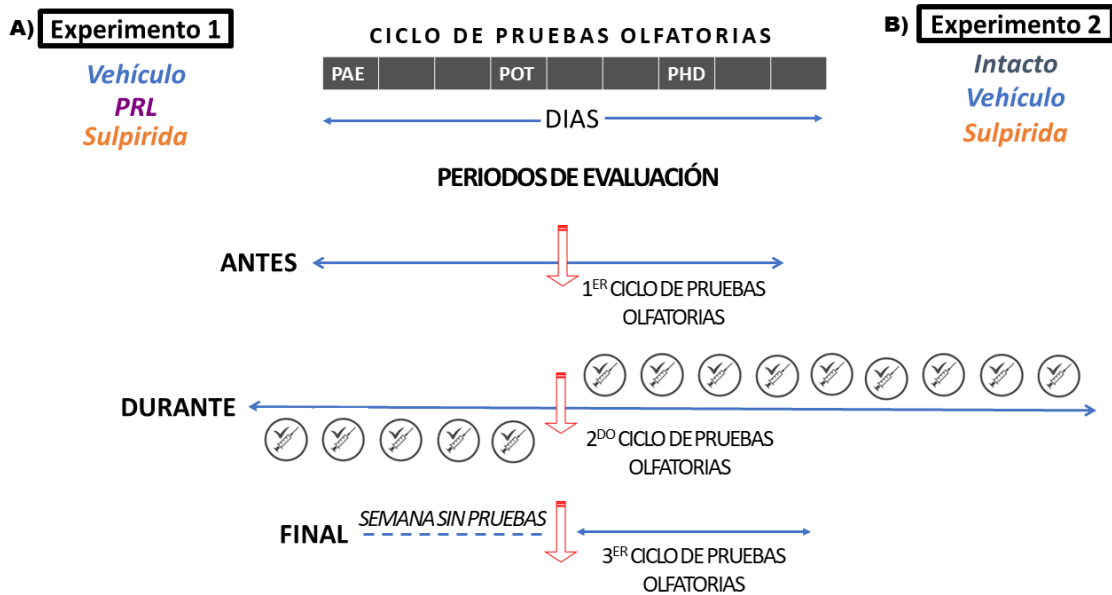 A) Experimento 1
Vehículo
PRL
Sulpirida
CICLO DE PRUEBAS OLFATORIAS
PAE POT PHD
DIAS
B) Experimento 2
Intacto
Vehículo
Sulpirida
PERIODOS DE EVALUACIÓN
ANTES
1ER CICLO DE PRUEBAS
OLFATORIAS
DURANTE
2DO CICLO DE PRUEBAS
OLFATORIAS
FINAL
SEMANA SIN PRUEBAS
3ER CICLO DE PRUEBAS
OLFATORIAS